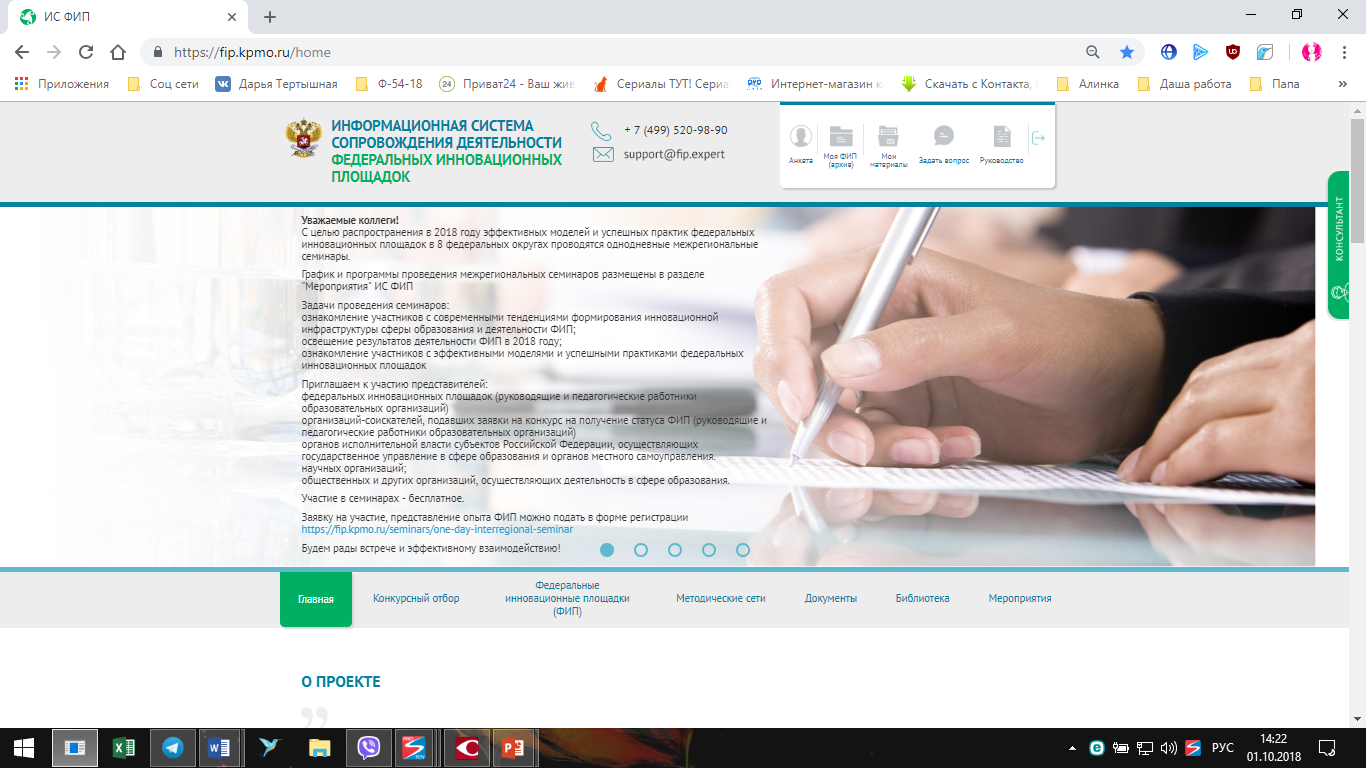 ИС ФИП
https://fip.kpmo.ru/home
Приложения
Соц сети
Дарья Тертышная
Ф-54-18
24 Приват24 - Ваш жив
Сериалы ТУТ! Сериа
Интернет-магазин к
Скачать с Контакта,
Алинка
Даша работа
Папа
»
ИНФОРМАЦИОННАЯ СИСТЕМА
СОПРОВОЖДЕНИЯ ДЕЯТЕЛЬНОСТИ
ФЕДЕРАЛЬНЫХ ИННОВАЦИОННЫХ
ПЛОЩАДОК
+ 7 (499) 520-98-90
support@fip.expert
Анкета
Моя ФИП
(архив)
Мои
материалы
Задать вопрос
Руководство
КОНСУЛЬТАНТ
Уважаемые коллеги!
С целью распространения в 2018 году эффективных моделей и успешных практик федеральных
инновационных площадок в 8 федеральных округах проводятся однодневные межрегиональные
семинары.
График и программы проведения межрегиональных семинаров размещены в разделе
"Мероприятия" ИС ФИП
Задачи проведения семинаров:
ознакомление участников с современными тенденциями формирования инновационной
инфраструктуры сферы образования и деятельности ФИП;
освещение результатов деятельности ФИП в 2018 году;
ознакомление участников с эффективными моделями и успешными практиками федеральных
инновационных площадок
Приглашаем к участию представителей:
федеральных инновационных площадок (руководящие и педагогические работники
образовательных организаций)
организаций-соискателей, подавших заявки на конкурс на получение статуса ФИП (руководящие и
педагогические работники образовательных организаций)
органов исполнительной власти субъектов Российской Федерации, осуществляющих
государственное управление в сфере образования и органов местного самоуправления.
научных организаций;
общественных и других организаций, осуществляющих деятельность в сфере образования.
Участие в семинарах - бесплатное.
Заявку на участие, представление опыта ФИП можно подать в форме регистрации
https://fip.kpmo.ru/seminars/one-day-interregional-seminar
Будем рады встрече и эффективному взаимодействию!
Главная
Конкурсный отбор
Федеральные
инновационные площадки
(ФИП)
Методические сети
Документы
Библиотека
Мероприятия
О ПРОЕКТЕ
РУС
14:22
01.10.2018